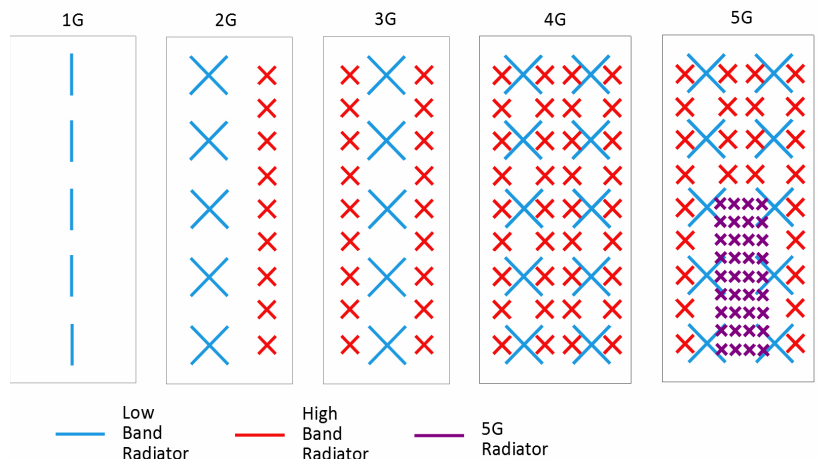 1G
2G
3G
4G
5G
Low
Band
Radiator
High
Band
Radiator
5G
Radiator